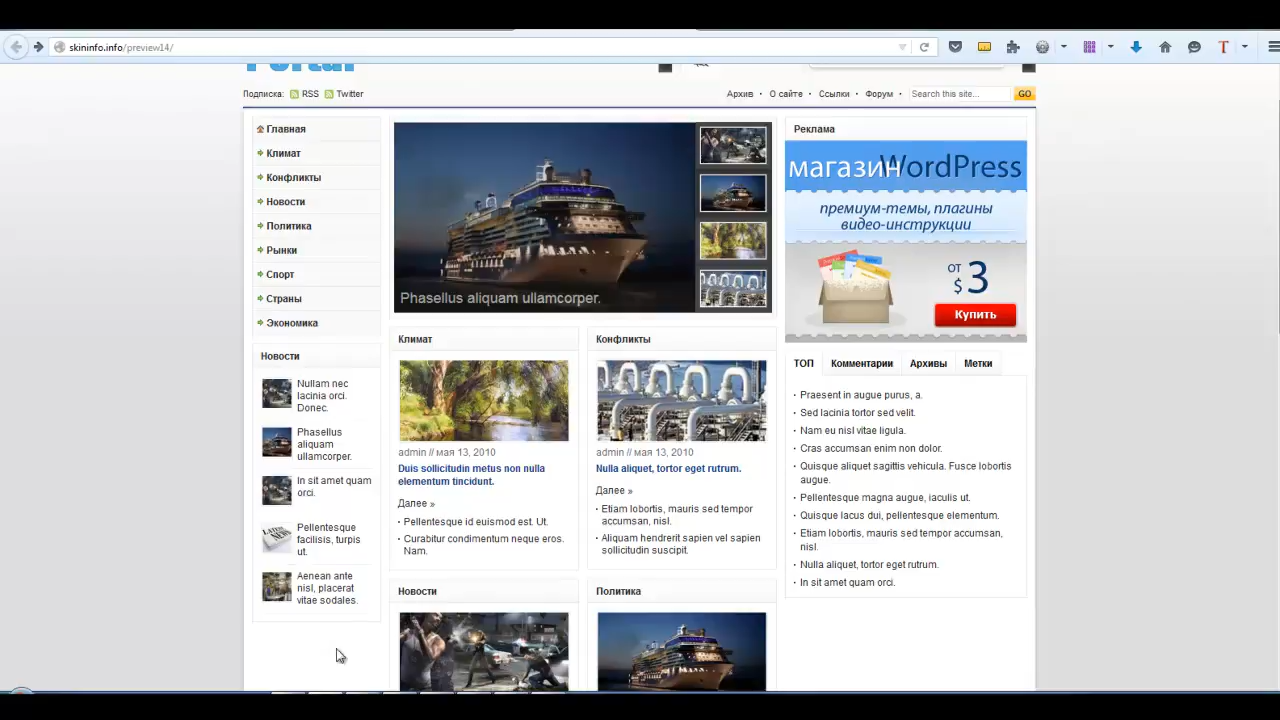 skininfo.info/preview14/
Portal
Подписка: RSS Twitter
Архив · О сайте · Ссылки · Форум ·
Search this site...
GO
Главная
Климат
Конфликты
Новости
Политика
Рынки
Спорт
Страны
Экономика
Новости
Nullam nec
lacinia orci.
Donec.
Phasellus
aliquam
ullamcorper.
In sit amet quam
orci.
Pellentesque
facilisis, turpis
ut.
Aenean ante
nisl, placerat
vitae sodales.
Phasellus aliquam ullamcorper.
Климат
admin // мая 13, 2010
Duis sollicitudin metus non nulla
elementum tincidunt.
Далее »
Pellentesque id euismod est. Ut.
Curabitur condimentum neque eros.
Nam.
Конфликты
admin // мая 13, 2010
Nulla aliquet, tortor eget rutrum.
Далее »
Etiam lobortis, mauris sed tempor
accumsan, nisl.
Aliquam hendrerit sapien vel sapien
sollicitudin suscipit.
Новости
Политика
Реклама
магазин WordPress
премиум-темы, плагины
видео-инструкции
от
$ 3
Купить
ТОП Комментарии Архивы Метки
Praesent in augue purus, a.
Sed lacinia tortor sed velit.
Nam eu nisl vitae ligula.
Cras accumsan enim non dolor.
Quisque aliquet sagittis vehicula. Fusce lobortis
augue.
Pellentesque magna augue, iaculis ut.
Quisque lacus dui, pellentesque elementum.
Etiam lobortis, mauris sed tempor accumsan,
nisl.
Nulla aliquet, tortor eget rutrum.
In sit amet quam orci.